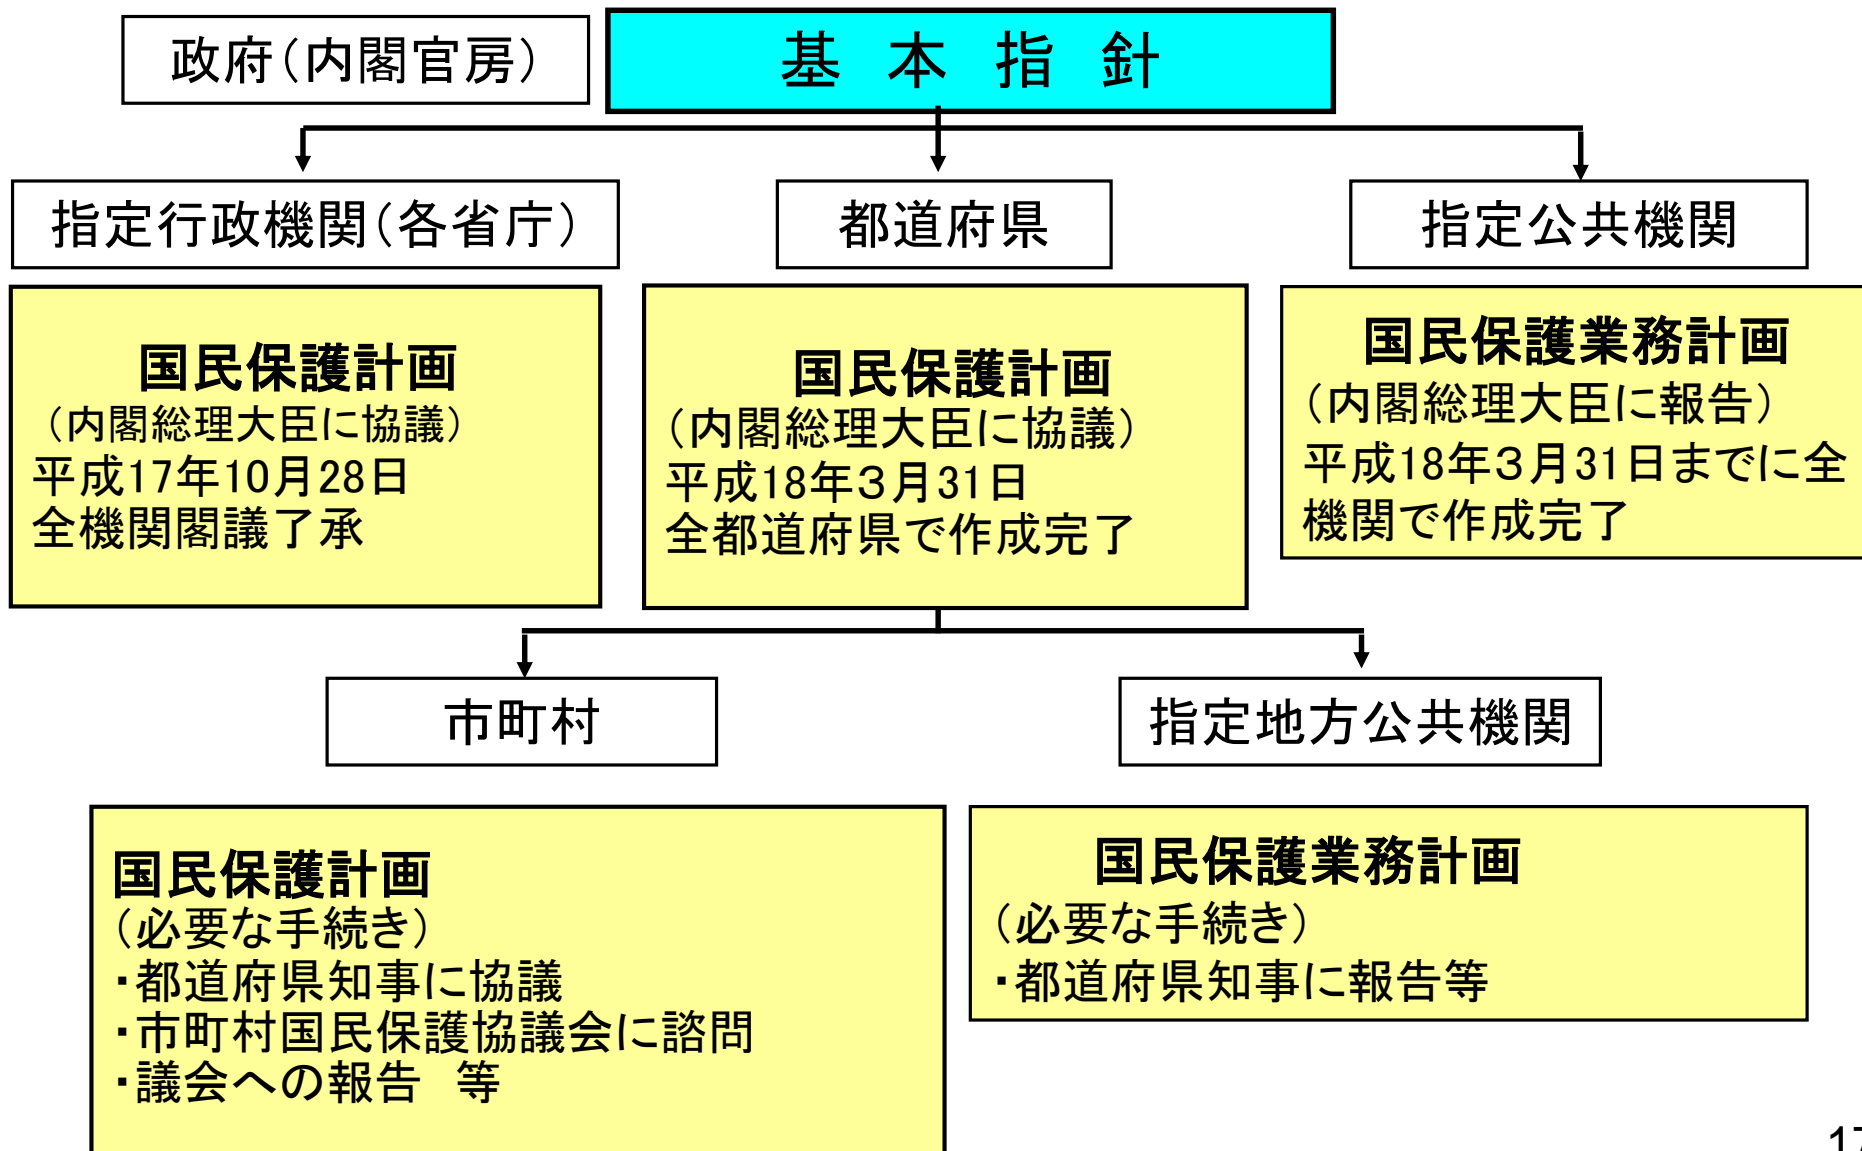 政府（内閣官房）
基　本　指　針
指定行政機関（各省庁）
都道府県
指定公共機関
国民保護計画
（内閣総理大臣に協議）
平成17年10月28日
全機関閣議了承
国民保護計画
（内閣総理大臣に協議）
平成18年３月31日
全都道府県で作成完了
国民保護業務計画
（内閣総理大臣に報告）
平成18年３月31日までに全
機関で作成完了
市町村
指定地方公共機関
国民保護計画
（必要な手続き）
・都道府県知事に協議
・市町村国民保護協議会に諮問
・議会への報告　等
国民保護業務計画
（必要な手続き）
・都道府県知事に報告等
17